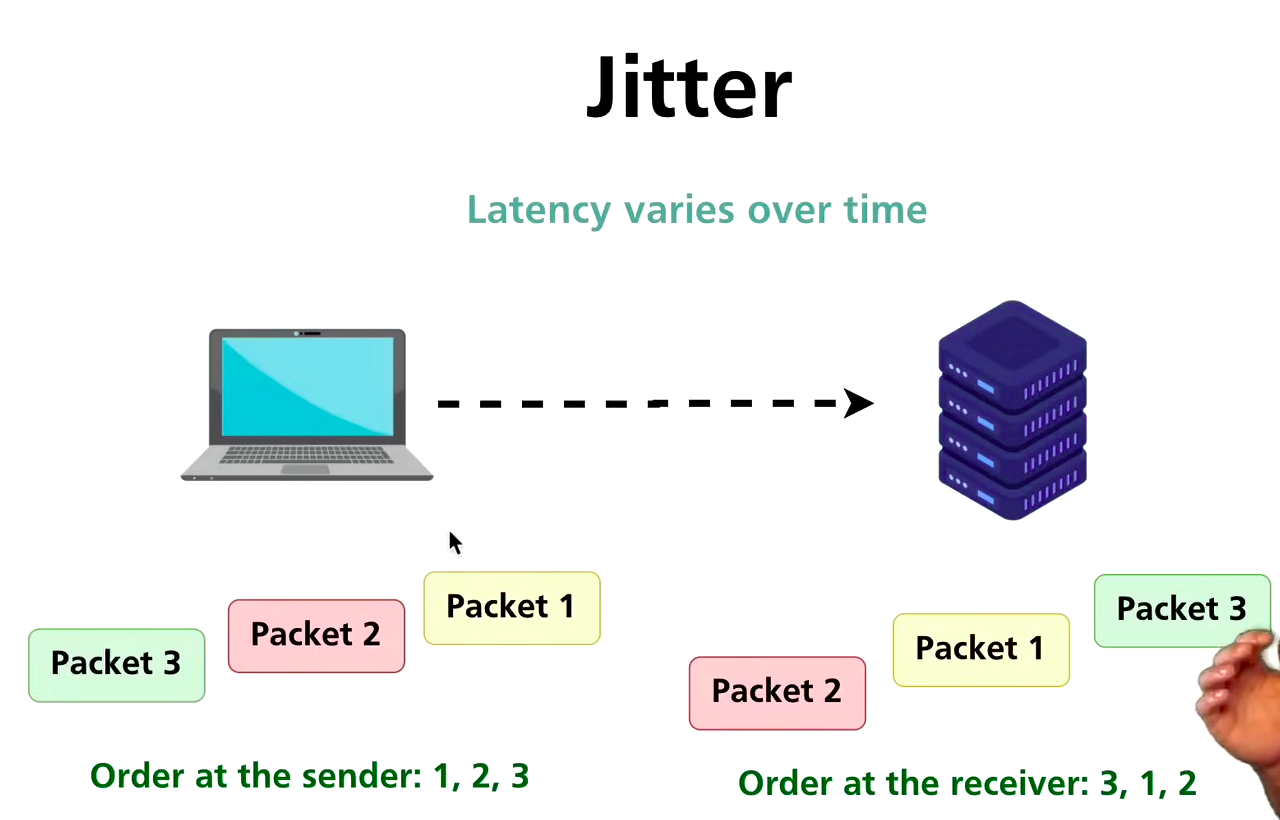 Jitter
Latency varies over time
Packet 1
Packet 2
Packet 3
Packet 3
Packet 1
Packet 2
Order at the sender: 1, 2, 3
Order at the receiver: 3, 1, 2